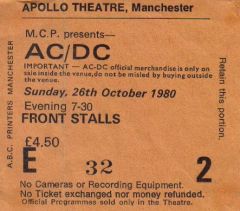 APOLLO THEATRE, Manchester
M.C.P. presents—
AC/DC
IMPORTANT — AC-DC official merchandise is only on
sale inside the venue, do not be misled by buying outside
the venue.
Sunday, 26th October 1980
Evening 7-30
FRONT STALLS
£4.50
E 32 2
No Cameras or Recording Equipment.
No Ticket exchanged nor money refunded.
Official Programmes sold only in the Theatre.
A.B.C. PRINTERS MANCHESTER
Retain this portion.